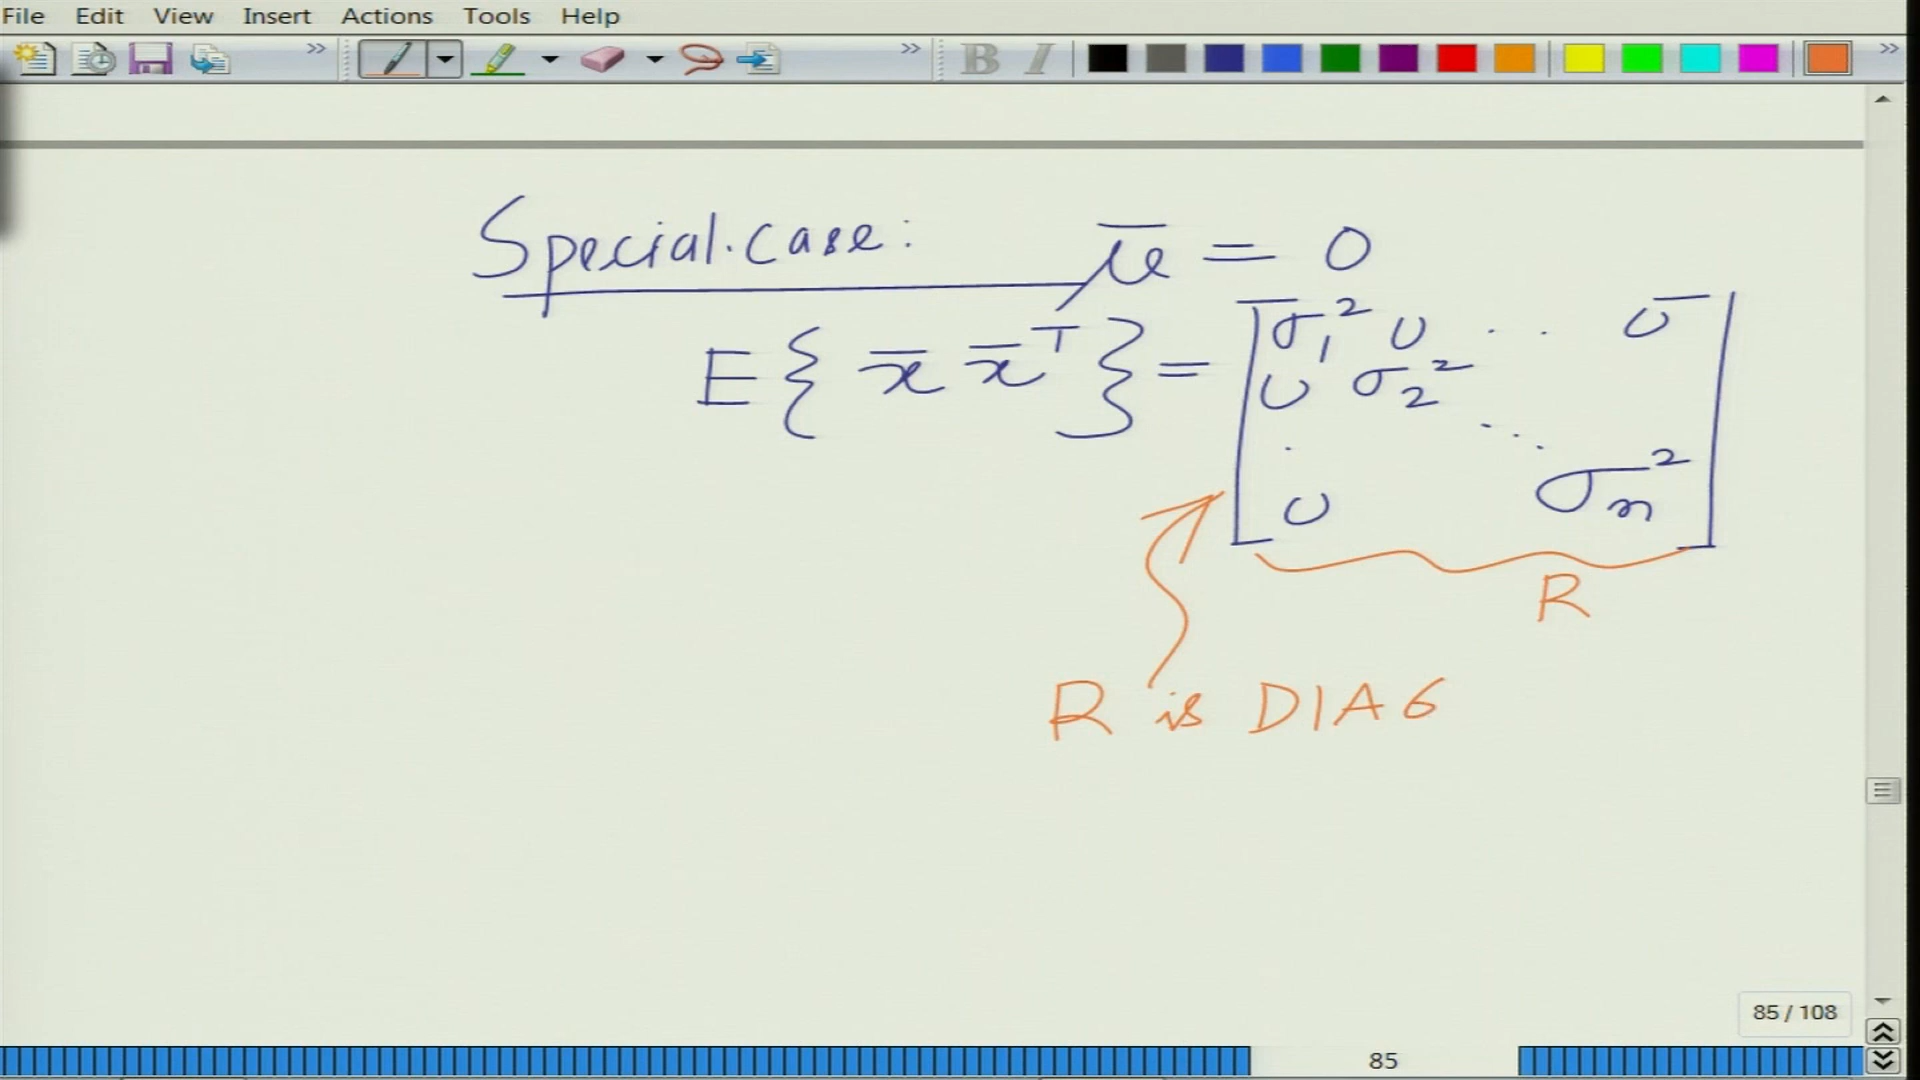 File Edit View Insert Actions Tools Help
B I
Special case: μ̄ = 0
E{ x̄ x̄ᵀ } = [ σ₁² 0 . . 0
0 σ₂²
. ...
0 σₙ² ]
R
R is DIAG
85 / 108
85